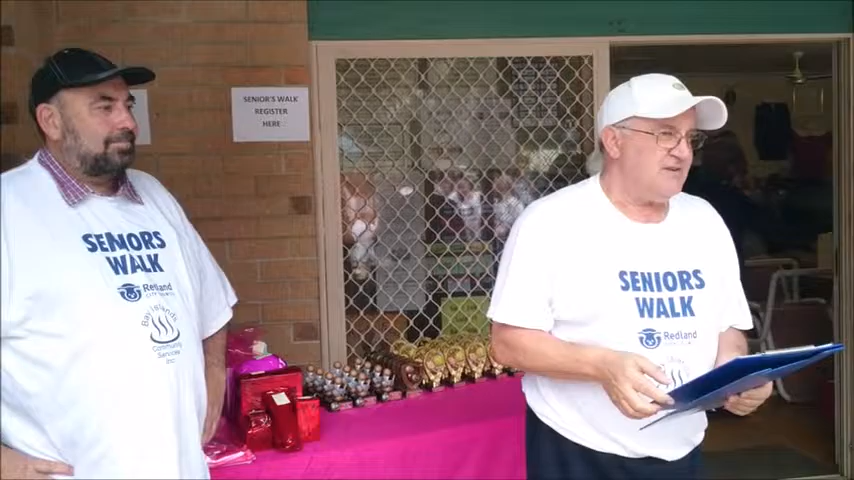 SENIOR'S WALK
REGISTER
HERE
SENIORS
WALK
Redland
CITY COUNCIL
Bay Islands
Community
Services
Inc
SENIORS
WALK
Redland